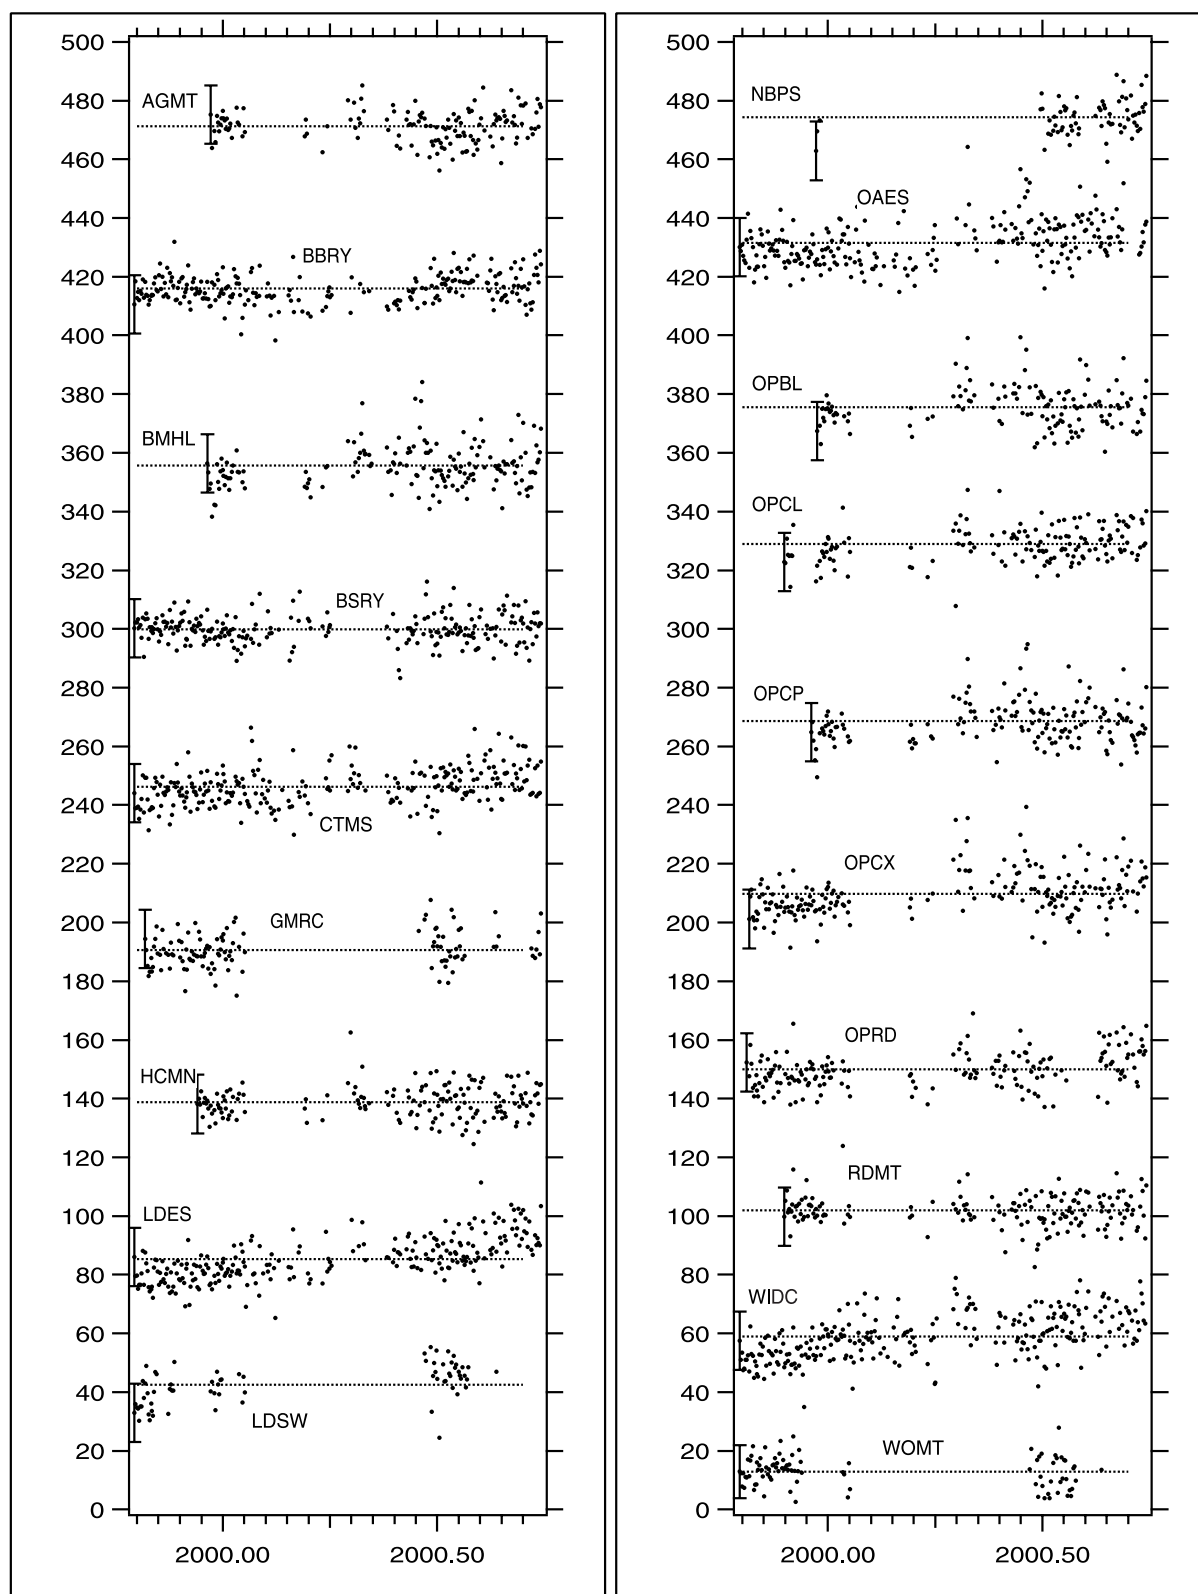 500
480
460
440
420
400
380
360
340
320
300
280
260
240
220
200
180
160
140
120
100
80
60
40
20
0
AGMT
BBRY
BMHL
BSRY
CTMS
GMRC
HCMN
LDES
LDSW
2000.00
2000.50
500
480
460
440
420
400
380
360
340
320
300
280
260
240
220
200
180
160
140
120
100
80
60
40
20
0
NBPS
OAES
OPBL
OPCL
OPCP
OPCX
OPRD
RDMT
WIDC
WOMT
2000.00
2000.50